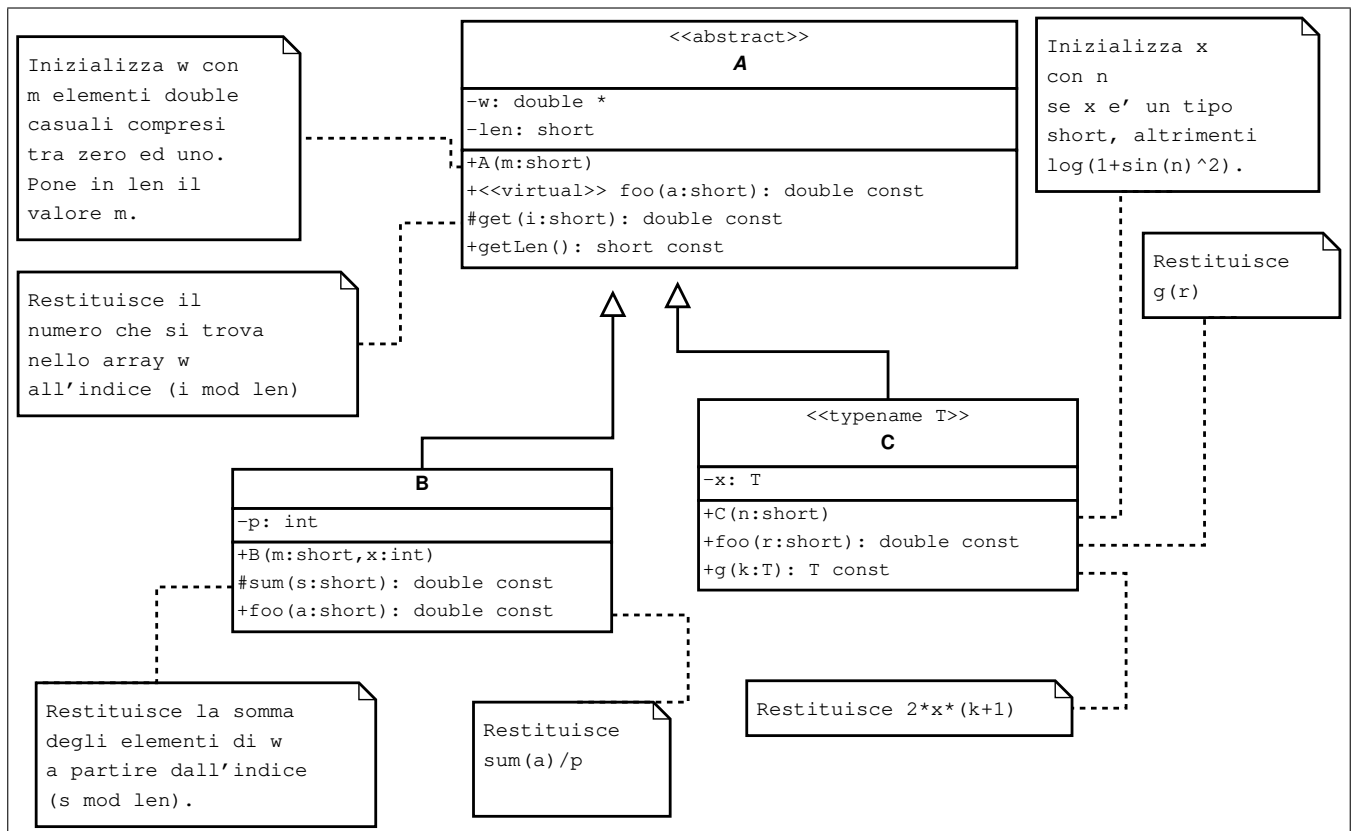 Inizializza w con
m elementi double
casuali compresi
tra zero ed uno.
Pone in len il
valore m.
<<abstract>>
A
-w: double *
-len: short
+A(m:short)
+<<virtual>> foo(a:short): double const
#get(i:short): double const
+getLen(): short const
Inizializza x
con n
se x e' un tipo
short, altrimenti
log(1+sin(n)^2).
Restituisce
g(r)
Restituisce il
numero che si trova
nello array w
all'indice (i mod len)
<<typename T>>
C
-x: T
+C(n:short)
+foo(r:short): double const
+g(k:T): T const
B
-p: int
+B(m:short,x:int)
#sum(s:short): double const
+foo(a:short): double const
Restituisce la somma
degli elementi di w
a partire dall'indice
(s mod len).
Restituisce
sum(a)/p
Restituisce 2*x*(k+1)